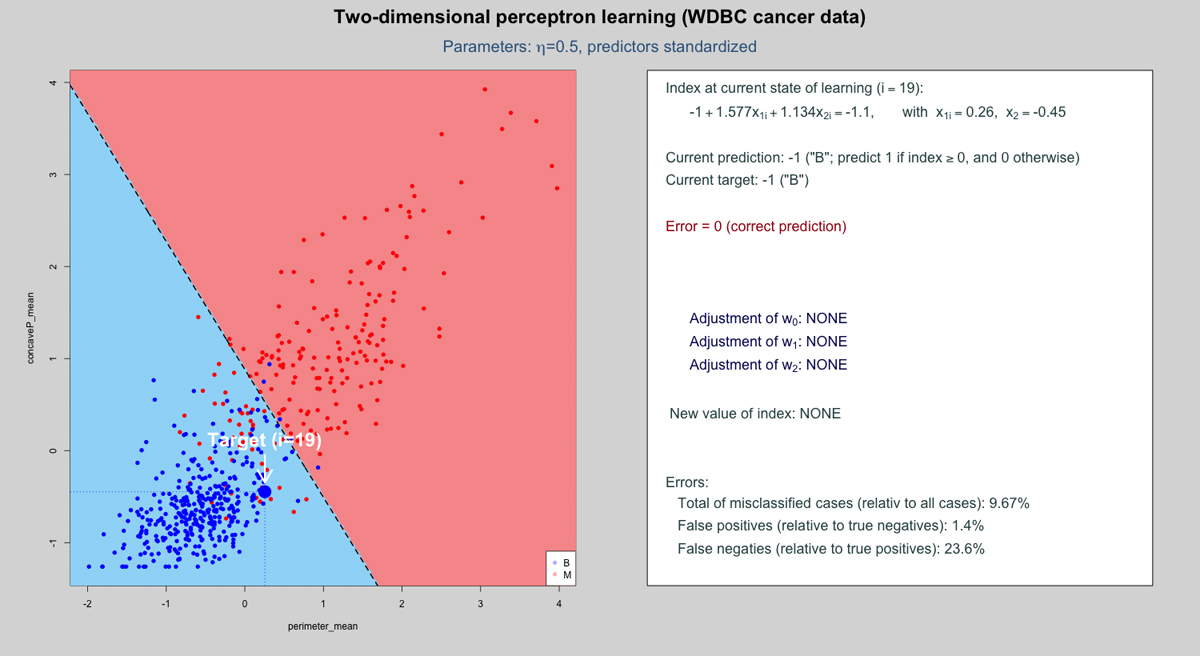 Two-dimensional perceptron learning (WDBC cancer data)
Parameters: η=0.5, predictors standardized
concaveP_mean
4
3
2
1
0
-1
Target (i=19)
B
M
-2
-1
0
1
2
3
4
perimeter_mean
Index at current state of learning (i = 19):
-1 + 1.577x₁ᵢ + 1.134x₂ᵢ = -1.1, with x₁ᵢ = 0.26, x₂ = -0.45
Current prediction: -1 ("B"; predict 1 if index ≥ 0, and 0 otherwise)
Current target: -1 ("B")
Error = 0 (correct prediction)
Adjustment of w₀: NONE
Adjustment of w₁: NONE
Adjustment of w₂: NONE
New value of index: NONE
Errors:
Total of misclassified cases (relativ to all cases): 9.67%
False positives (relative to true negatives): 1.4%
False negaties (relative to true positives): 23.6%